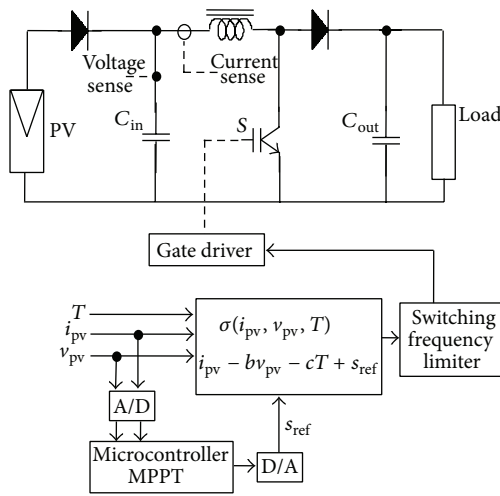 Voltage
sense
Current
sense
PV
C_in
S
C_out
Load
Gate driver
T
i_pv
v_pv
σ(i_pv, v_pv, T)
i_pv − bv_pv − cT + s_ref
Switching
frequency
limiter
A/D
s_ref
Microcontroller
MPPT
D/A